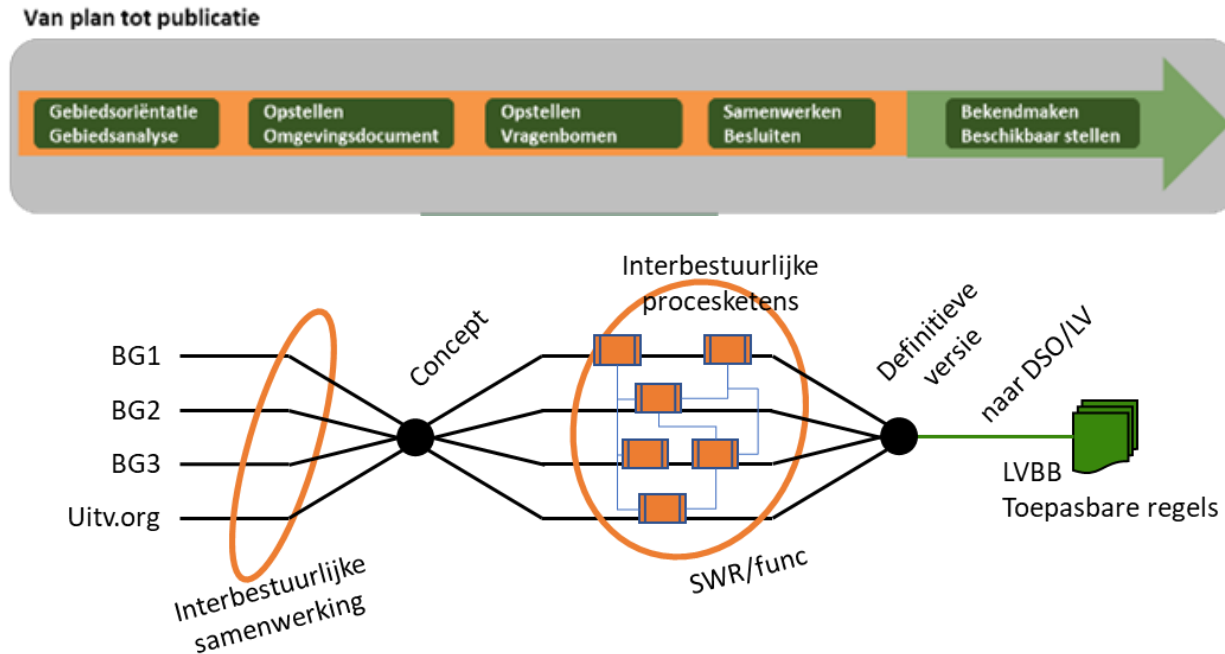 Van plan tot publicatie
Gebiedsoriëntatie
Gebiedsanalyse
Opstellen
Omgevingsdocument
Opstellen
Vragenbomen
Samenwerken
Besluiten
Bekendmaken
Beschikbaar stellen
Interbestuurlijke
procesketens
BG1
BG2
BG3
Uitv.org
Concept
Definitieve
versie
naar DSO/LV
LVBB
Toepasbare regels
SWR/func
Interbestuurlijke
samenwerking